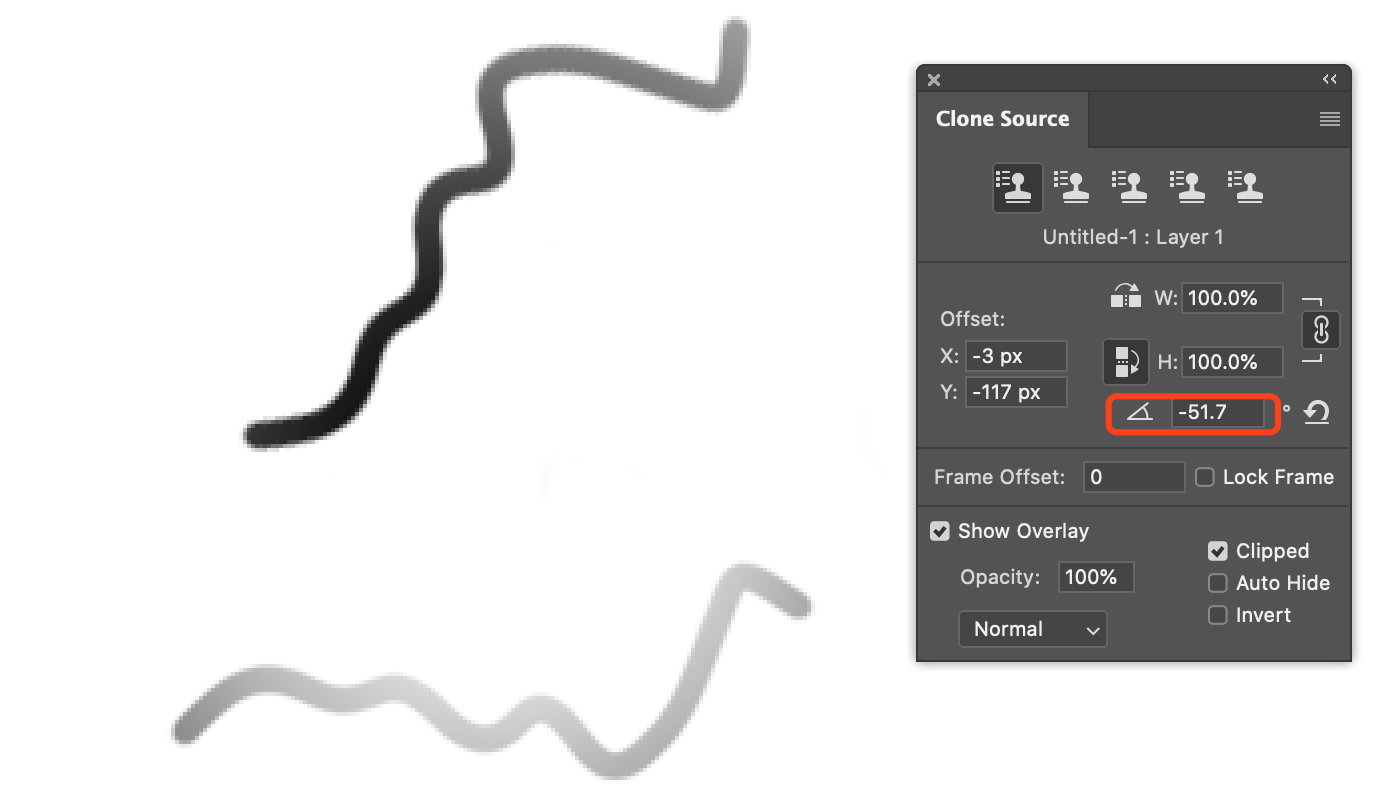 Clone Source
Untitled-1 : Layer 1
Offset:
X: -3 px
Y: -117 px
W: 100.0%
H: 100.0%
-51.7 °
Frame Offset: 0
Lock Frame
Show Overlay
Opacity: 100%
Normal
Clipped
Auto Hide
Invert